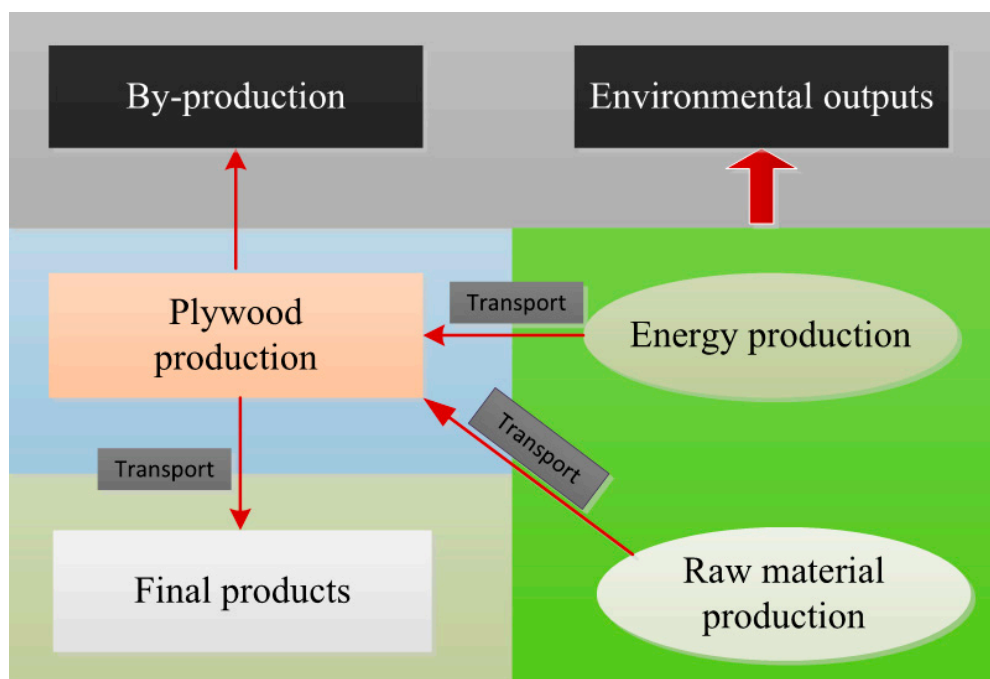 By-production
Environmental outputs
Plywood
production
Transport
Energy production
Transport
Transport
Final products
Raw material
production